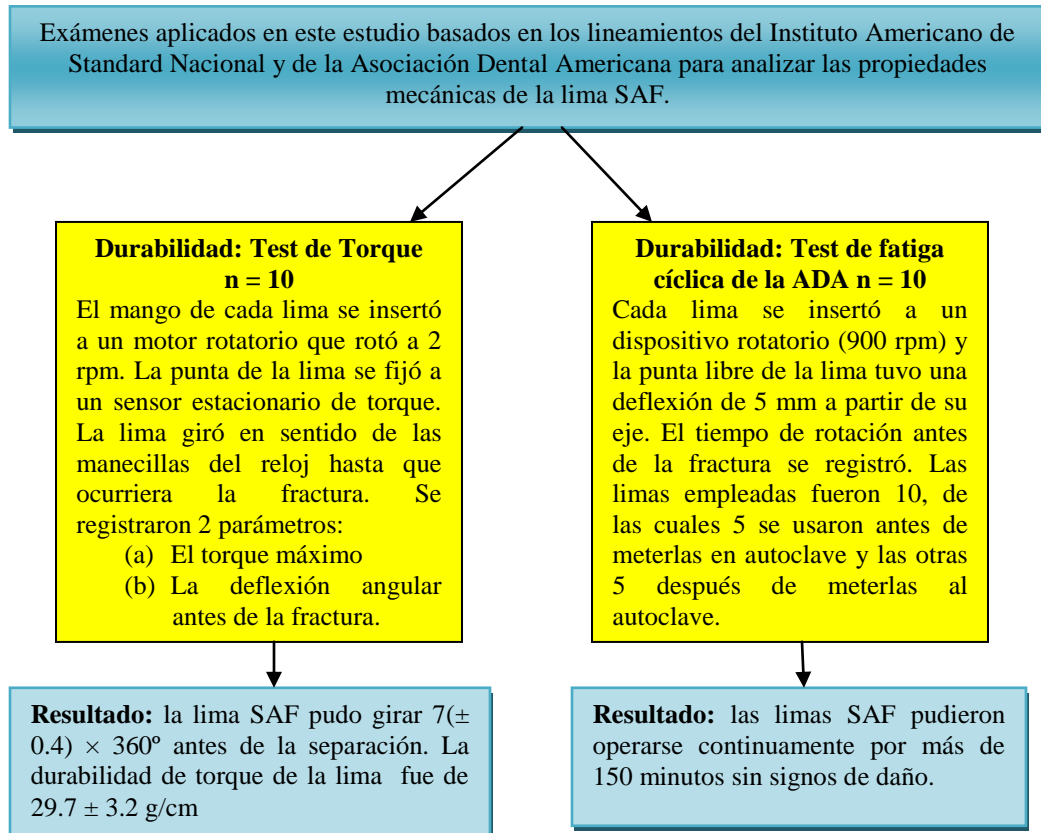 Exámenes aplicados en este estudio basados en los lineamientos del Instituto Americano de
Standard Nacional y de la Asociación Dental Americana para analizar las propiedades
mecánicas de la lima SAF.
Durabilidad: Test de Torque
n = 10
El mango de cada lima se insertó
a un motor rotatorio que rotó a 2
rpm. La punta de la lima se fijó a
un sensor estacionario de torque.
La lima giró en sentido de las
manecillas del reloj hasta que
ocurriera la fractura. Se
registraron 2 parámetros:
(a) El torque máximo
(b) La deflexión angular
antes de la fractura.
Durabilidad: Test de fatiga
cíclica de la ADA n = 10
Cada lima se insertó a un
dispositivo rotatorio (900 rpm) y
la punta libre de la lima tuvo una
deflexión de 5 mm a partir de su
eje. El tiempo de rotación antes
de la fractura se registró. Las
limas empleadas fueron 10, de
las cuales 5 se usaron antes de
meterlas en autoclave y las otras
5 después de meterlas al
autoclave.
Resultado: la lima SAF pudo girar 7(±
0.4) × 360º antes de la separación. La
durabilidad de torque de la lima fue de
29.7 ± 3.2 g/cm
Resultado: las limas SAF pudieron
operarse continuamente por más de
150 minutos sin signos de daño.